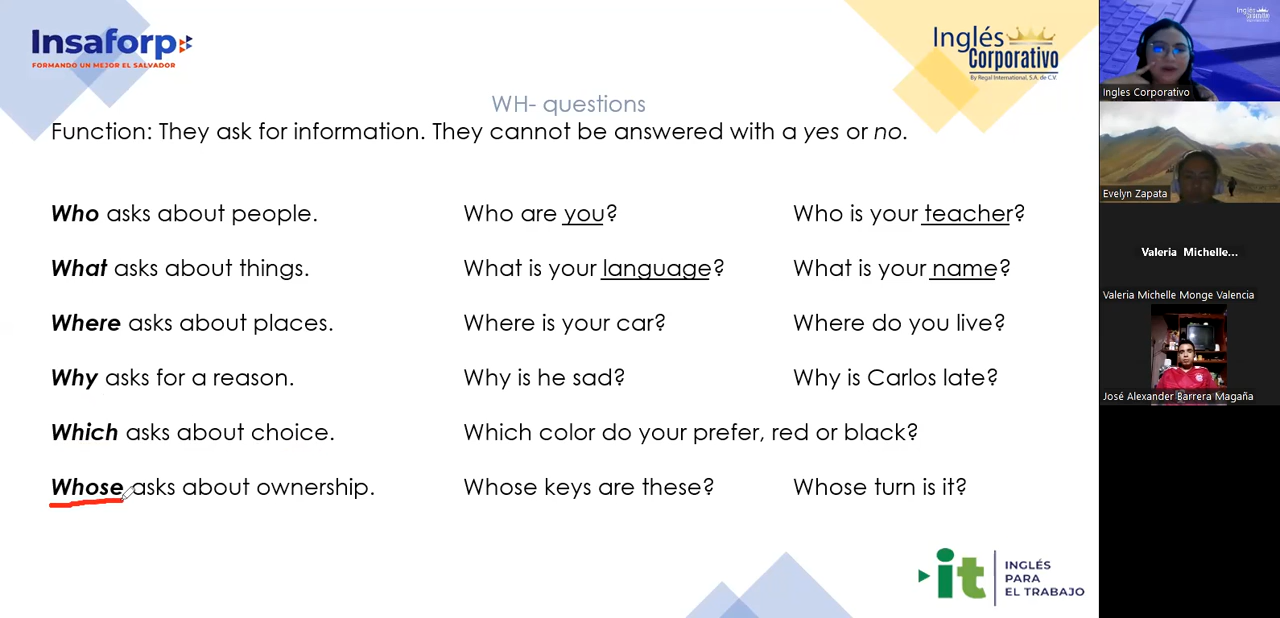 Insaforp
FORMANDO UN MEJOR EL SALVADOR
Inglés
Corporativo
By Regal International, S.A. de C.V.
WH- questions
Function: They ask for information. They cannot be answered with a yes or no.
Who asks about people. Who are you? Who is your teacher?
What asks about things. What is your language? What is your name?
Where asks about places. Where is your car? Where do you live?
Why asks for a reason. Why is he sad? Why is Carlos late?
Which asks about choice. Which color do your prefer, red or black?
Whose asks about ownership. Whose keys are these? Whose turn is it?
it
INGLÉS
PARA
EL TRABAJO
Ingles Corporativo
Evelyn Zapata
Valeria Michelle...
Valeria Michelle Monge Valencia
José Alexander Barrera Magaña